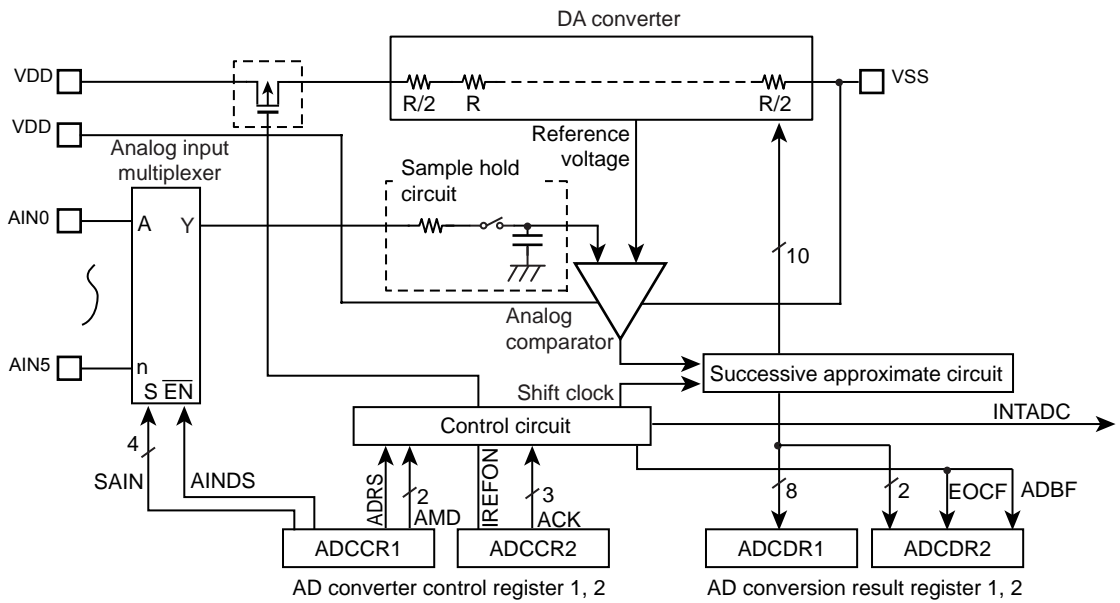 DA converter
VDD
R/2
R
R/2
VSS
VDD
Analog input
multiplexer
Reference
voltage
Sample hold
circuit
AIN0
A
Y
10
Analog
comparator
AIN5
n
S EN
Shift clock
Successive approximate circuit
INTADC
Control circuit
4
SAIN
AINDS
ADRS
2
AMD
IREFON
3
ACK
8
2
EOCF
ADBF
ADCCR1
ADCCR2
ADCDR1
ADCDR2
AD converter control register 1, 2
AD conversion result register 1, 2